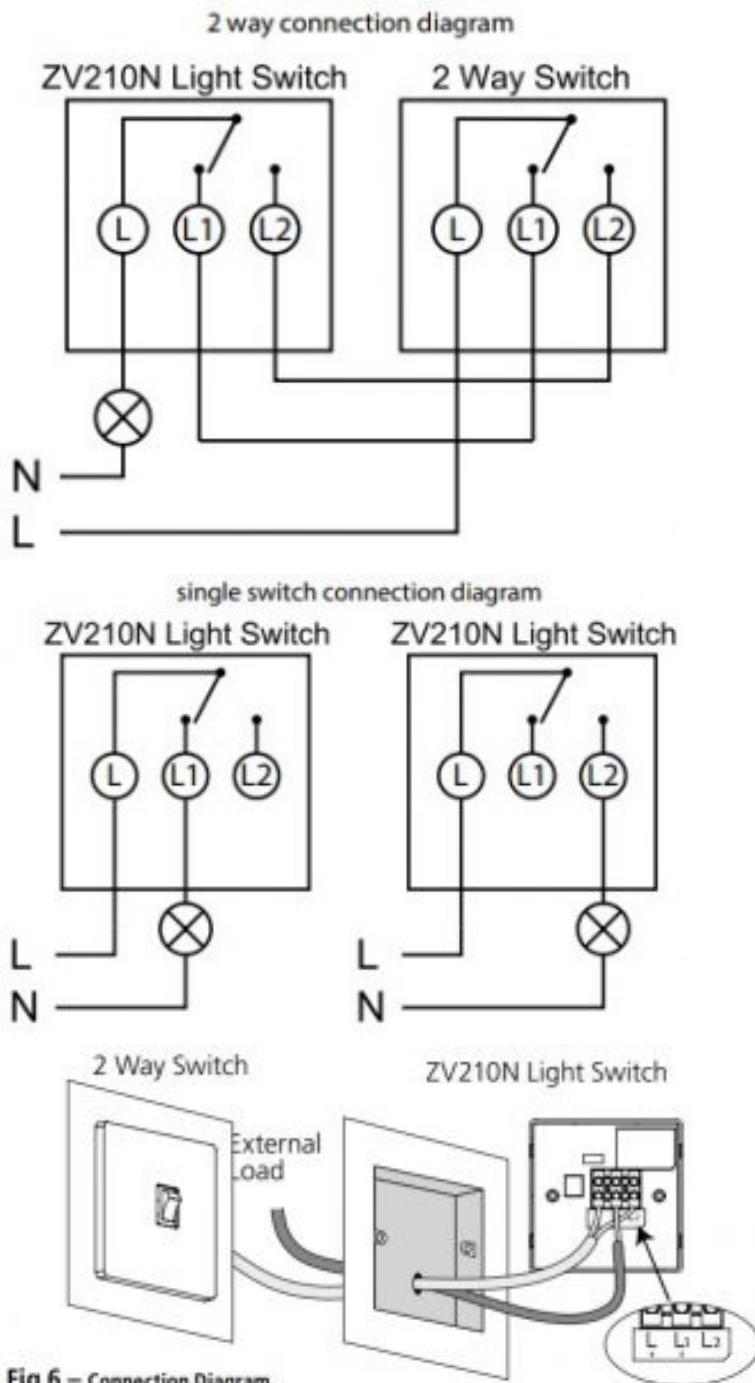 2 way connection diagram
ZV210N Light Switch 2 Way Switch
L L1 L2 L L1 L2
N
L
single switch connection diagram
ZV210N Light Switch ZV210N Light Switch
L L1 L2 L L1 L2
L L
N N
2 Way Switch ZV210N Light Switch
External
Load
L L1 L2
Fig 6 – Connection Diagram